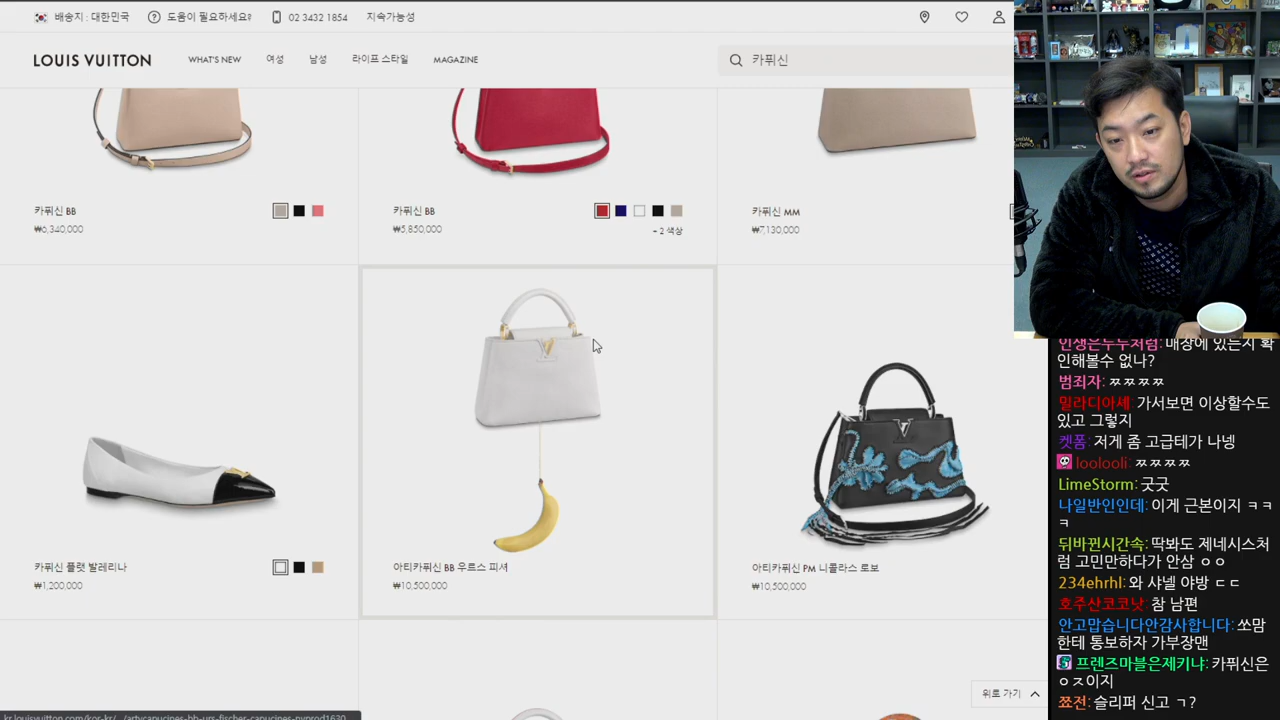 배송지 : 대한민국
도움이 필요하세요?
02 3432 1854
지속가능성
LOUIS VUITTON
WHAT'S NEW
여성
남성
라이프 스타일
MAGAZINE
카퓌신
카퓌신 BB
₩6,340,000
카퓌신 BB
₩5,850,000
+ 2 색상
카퓌신 MM
₩7,130,000
카퓌신 플랫 발레리나
₩1,200,000
아티카퓌신 BB 우르스 피셔
₩10,500,000
아티카퓌신 PM 니콜라스 로보
₩10,500,000
위로 가기
인생은두두처럼: 매장에 있는지 확
인해볼수 없나?
범죄자: ㅉㅉㅉㅉ
밀라디아세: 가서보면 이상할수도
있고 그렇지
켓폼: 저게 좀 고급테가 나넹
loolooli: ㅉㅉㅉㅉ
LimeStorm: 굿굿
나일반인인데: 이게 근본이지 ㅋㅋ
ㅋ
뒤바뀐시간속: 딱봐도 제네시스처
럼 고민만하다가 안삼 ㅇㅇ
234ehrhl: 와 샤넬 야방 ㄷㄷ
호주산코코낫: 참 남편
안고맙습니다안감사합니다: 쏘맘
한테 통보하자 가부장맨
프렌즈마블은제키냐: 카퓌신은
ㅇㅈ이지
쬬전: 슬리퍼 신고 ㄱ?